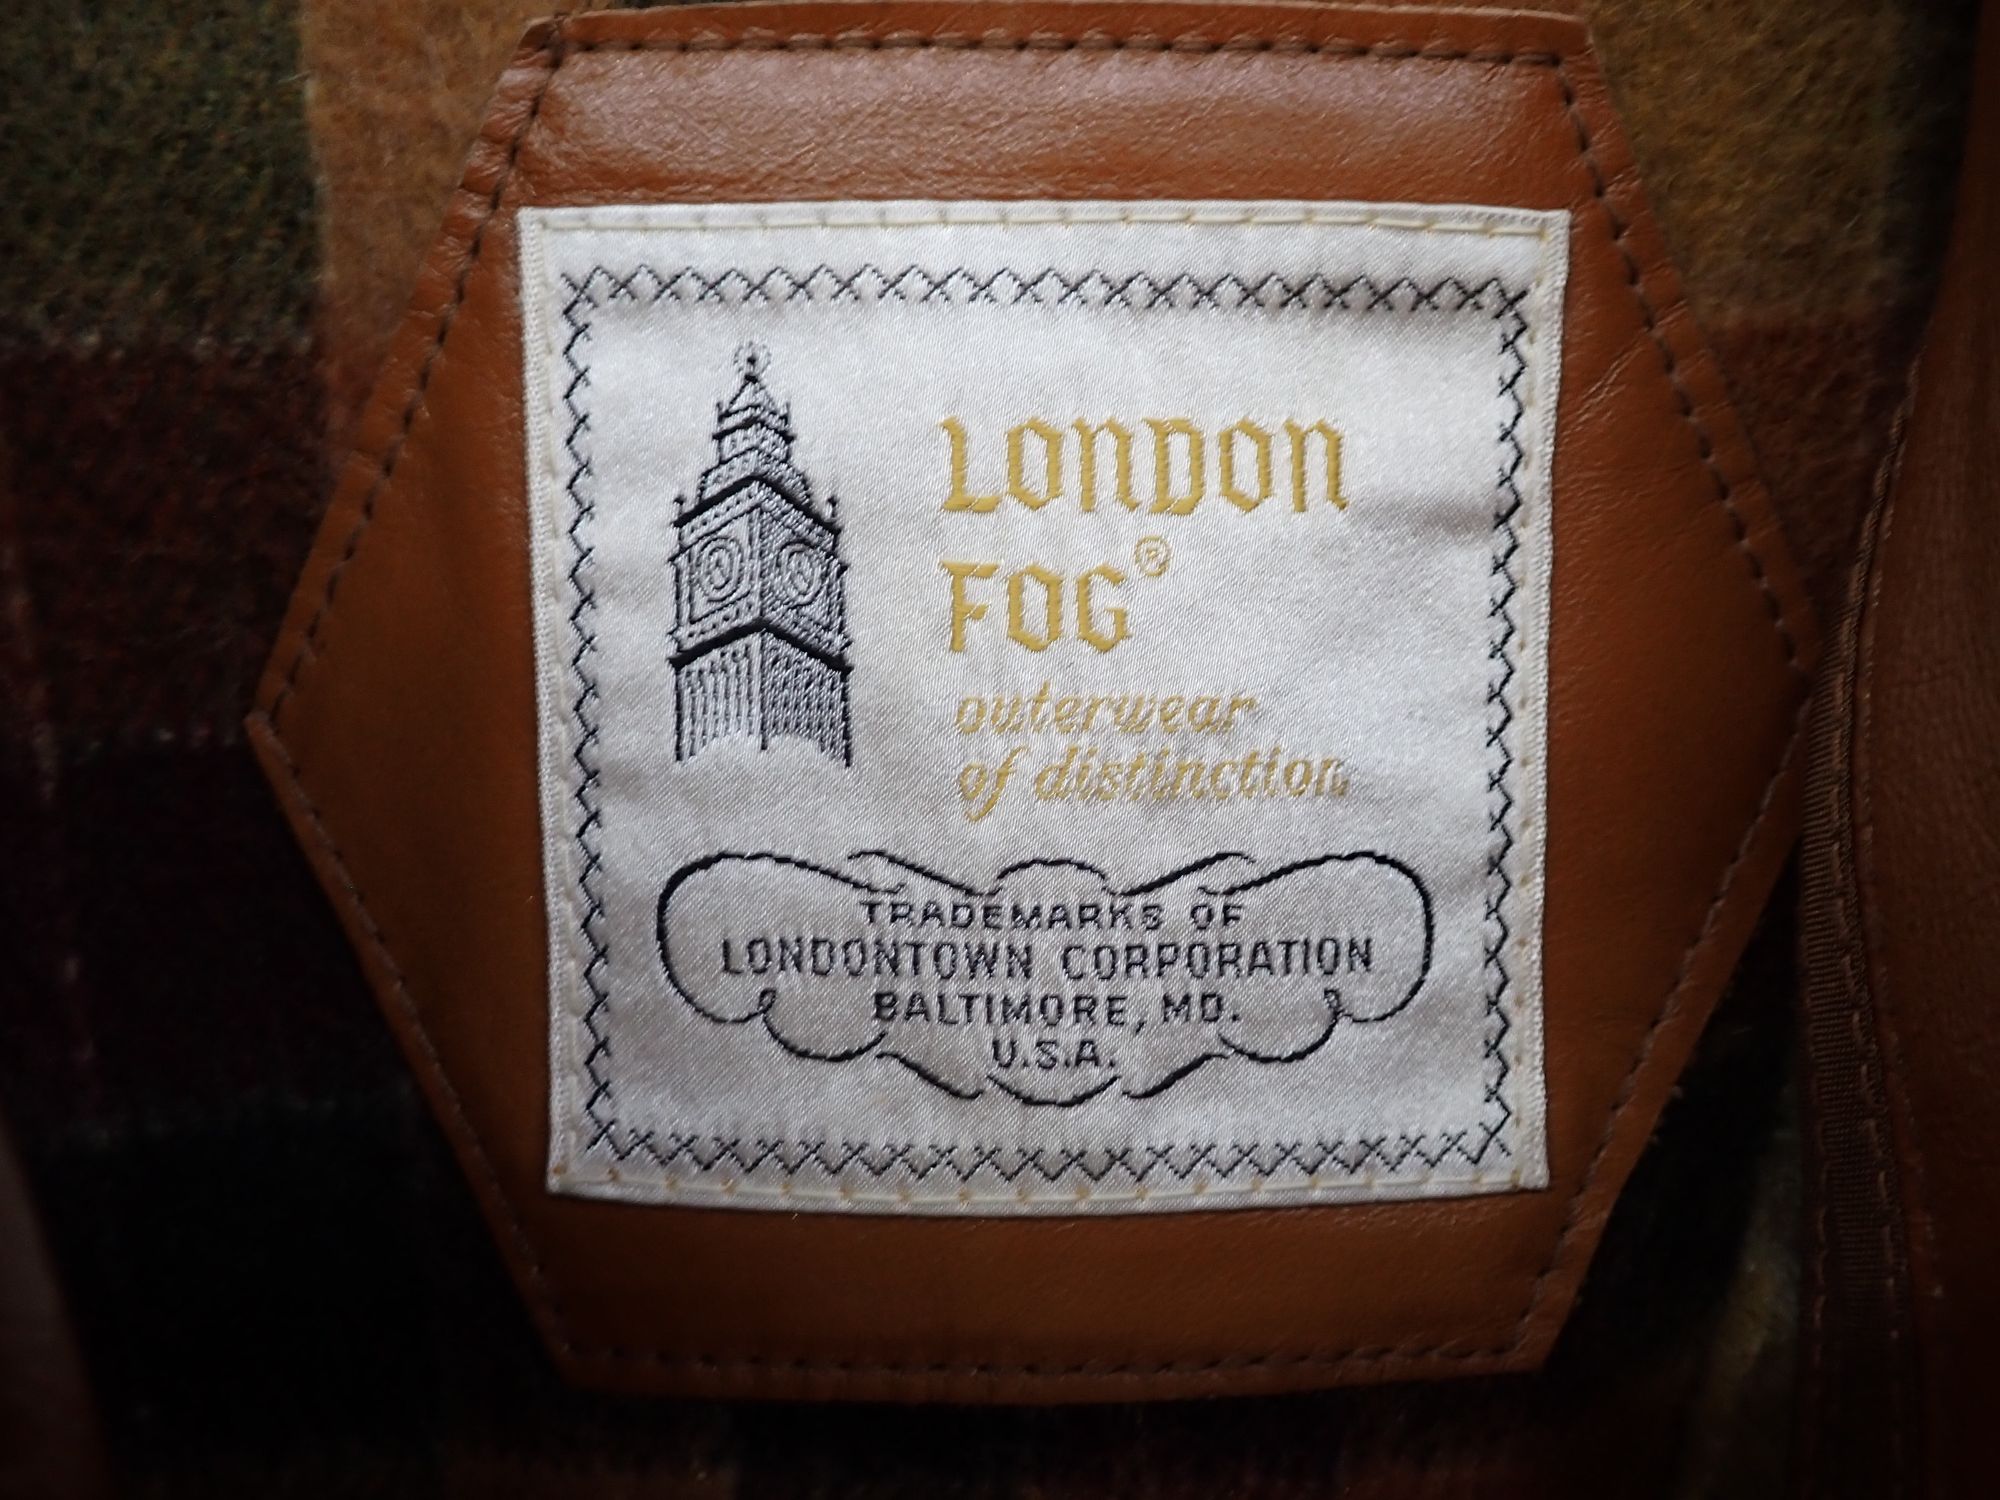 LONDON
FOG®
outerwear
of distinction
TRADEMARKS OF
LONDONTOWN CORPORATION
BALTIMORE, MD.
U.S.A.